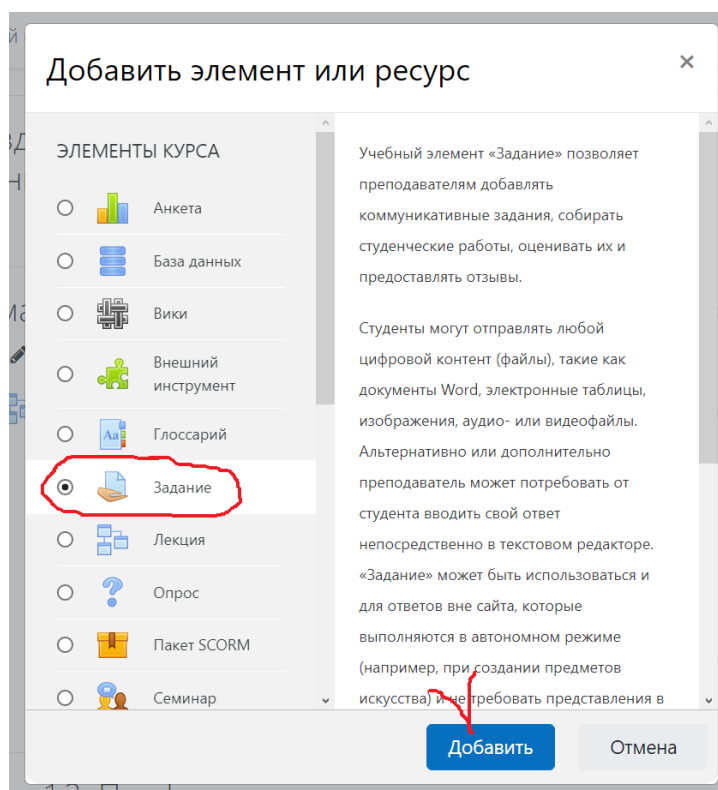 Добавить элемент или ресурс
×
ЭЛЕМЕНТЫ КУРСА
Анкета
База данных
Вики
Внешний
инструмент
Глоссарий
Задание
Лекция
Опрос
Пакет SCORM
Семинар
Учебный элемент «Задание» позволяет
преподавателям добавлять
коммуникативные задания, собирать
студенческие работы, оценивать их и
предоставлять отзывы.
Студенты могут отправлять любой
цифровой контент (файлы), такие как
документы Word, электронные таблицы,
изображения, аудио- или видеофайлы.
Альтернативно или дополнительно
преподаватель может потребовать от
студента вводить свой ответ
непосредственно в текстовом редакторе.
«Задание» может быть использоваться и
для ответов вне сайта, которые
выполняются в автономном режиме
(например, при создании предметов
искусства) и не требовать представления в
Добавить
Отмена